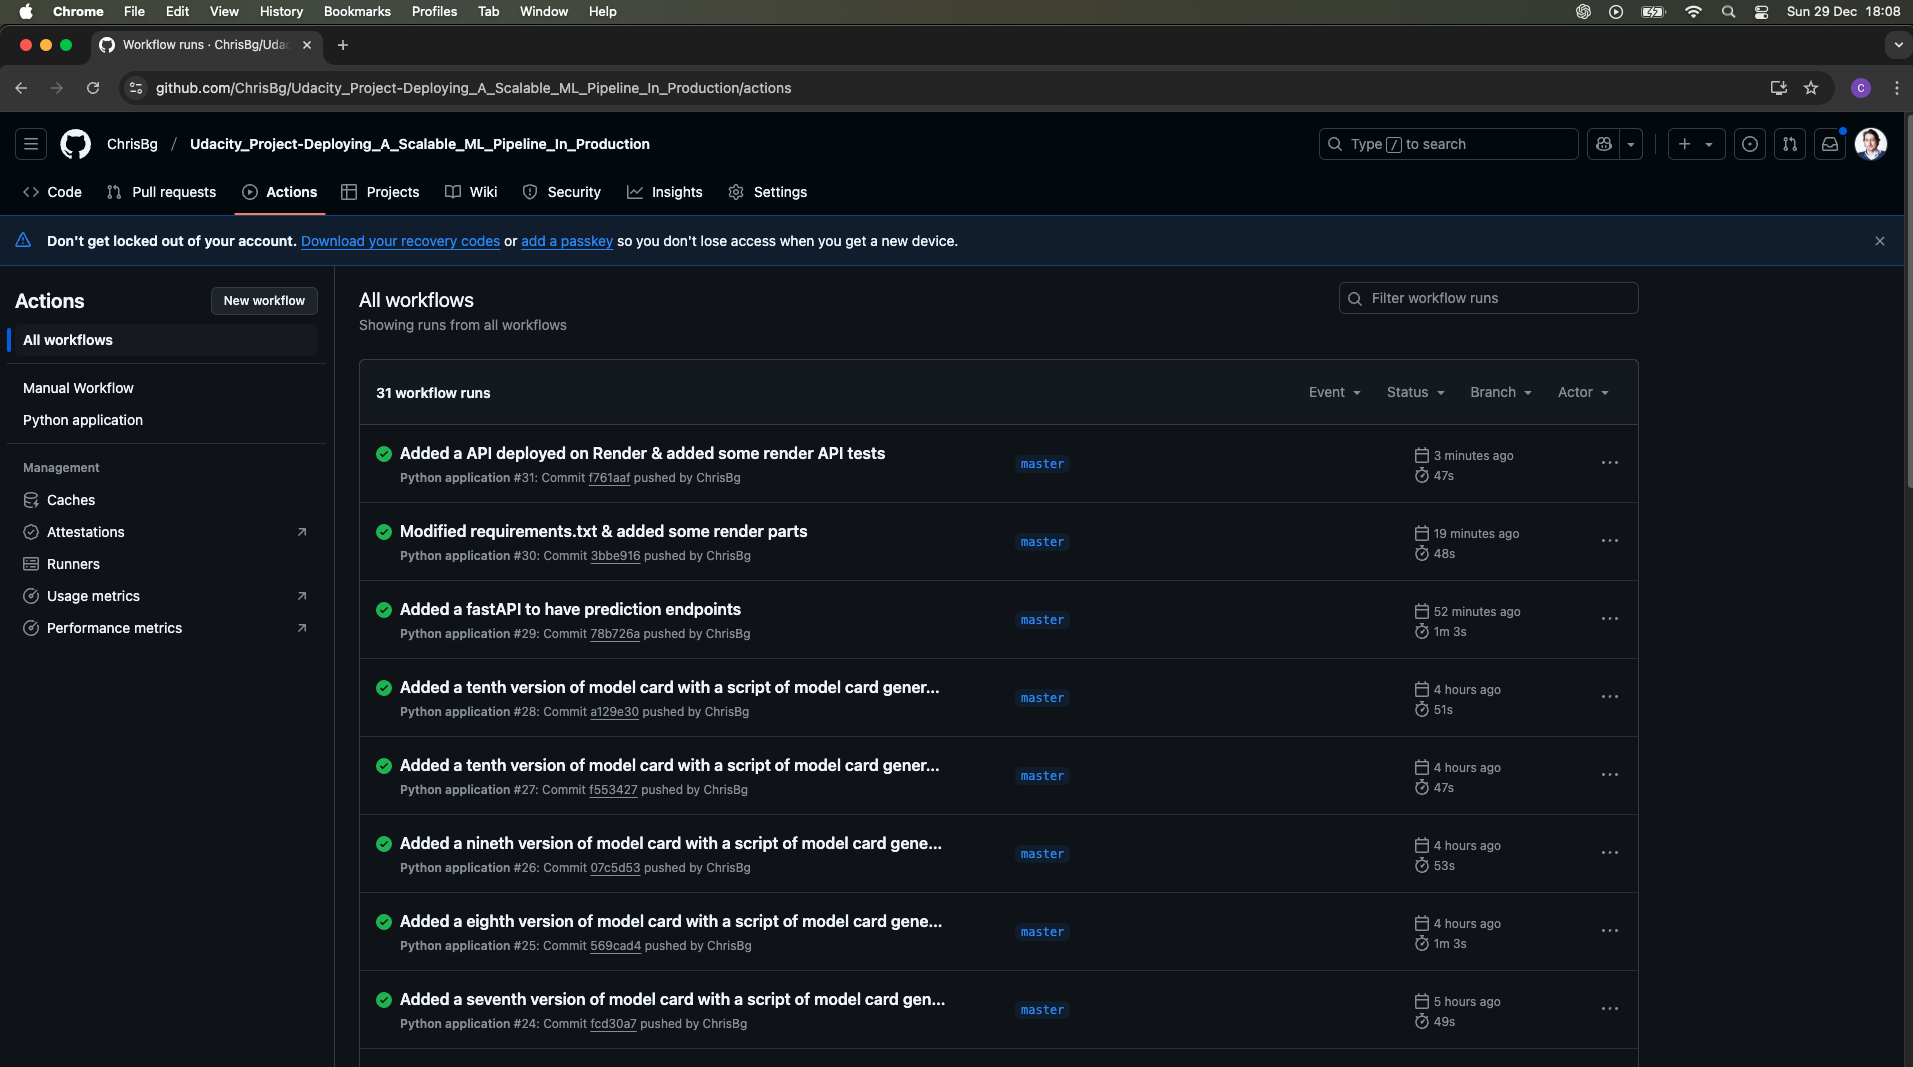 Chrome File Edit View History Bookmarks Profiles Tab Window Help Sun 29 Dec 18:08
Workflow runs · ChrisBg/Udac
github.com/ChrisBg/Udacity_Project-Deploying_A_Scalable_ML_Pipeline_In_Production/actions C
ChrisBg / Udacity_Project-Deploying_A_Scalable_ML_Pipeline_In_Production Type / to search
Code Pull requests Actions Projects Wiki Security Insights Settings
Don't get locked out of your account. Download your recovery codes or add a passkey so you don't lose access when you get a new device.
Actions New workflow
All workflows
Manual Workflow
Python application
Management
Caches
Attestations
Runners
Usage metrics
Performance metrics
All workflows
Showing runs from all workflows
Filter workflow runs
31 workflow runs Event Status Branch Actor
Added a API deployed on Render & added some render API tests
Python application #31: Commit f761aaf pushed by ChrisBg
master
3 minutes ago
47s
Modified requirements.txt & added some render parts
Python application #30: Commit 3bbe916 pushed by ChrisBg
master
19 minutes ago
48s
Added a fastAPI to have prediction endpoints
Python application #29: Commit 78b726a pushed by ChrisBg
master
52 minutes ago
1m 3s
Added a tenth version of model card with a script of model card gener...
Python application #28: Commit a129e30 pushed by ChrisBg
master
4 hours ago
51s
Added a tenth version of model card with a script of model card gener...
Python application #27: Commit f553427 pushed by ChrisBg
master
4 hours ago
47s
Added a nineth version of model card with a script of model card gene...
Python application #26: Commit 07c5d53 pushed by ChrisBg
master
4 hours ago
53s
Added a eighth version of model card with a script of model card gene...
Python application #25: Commit 569cad4 pushed by ChrisBg
master
4 hours ago
1m 3s
Added a seventh version of model card with a script of model card gen...
Python application #24: Commit fcd30a7 pushed by ChrisBg
master
5 hours ago
49s